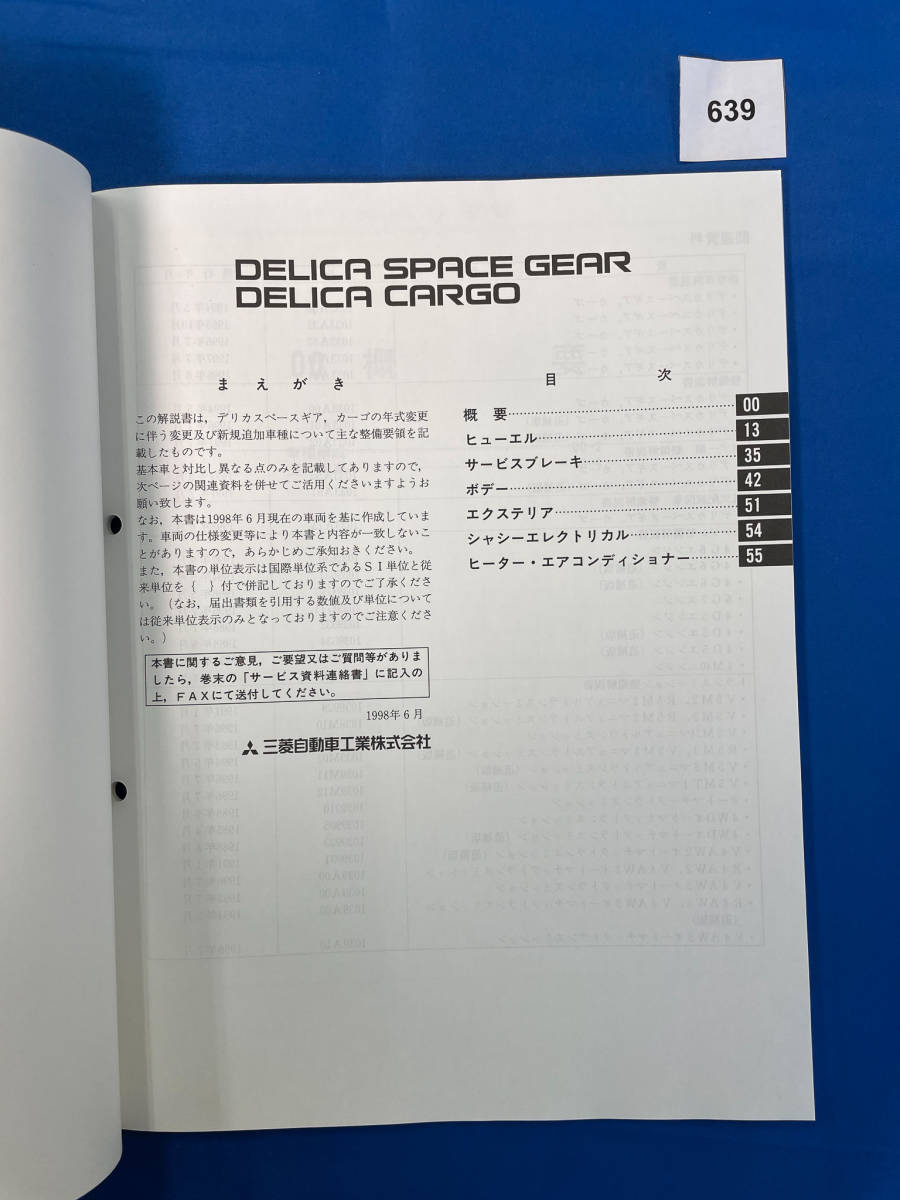 639
DELICA SPACE GEAR
DELICA CARGO
まえがき
この解説書は，デリカスペースギア，カーゴの年式変更
に伴う変更及び新規追加車種について主な整備要領を記
載したものです。
基本車と対比し異なる点のみを記載してありますので，
次ページの関連資料を併せてご活用くださいますようお
願い致します。
なお，本書は1998年6月現在の車両を基に作成していま
す。車両の仕様変更等により本書と内容が一致しないこ
とがありますので，あらかじめご承知おきください。
また，本書の単位表示は国際単位系であるＳＩ単位と従
来単位を｛　｝付で併記しておりますのでご了承くださ
い。（なお，届出書類を引用する数値及び単位について
は従来単位表示のみとなっておりますのでご注意くださ
い。）
本書に関するご意見，ご要望又はご質問等がありま
したら，巻末の「サービス資料連絡書」に記入の
上，ＦＡＸにて送付してください。
1998年6月
三菱自動車工業株式会社
目次
概要 00
ヒューエル 13
サービスブレーキ 35
ボデー 42
エクステリア 51
シャシーエレクトリカル 54
ヒーター・エアコンディショナー 55